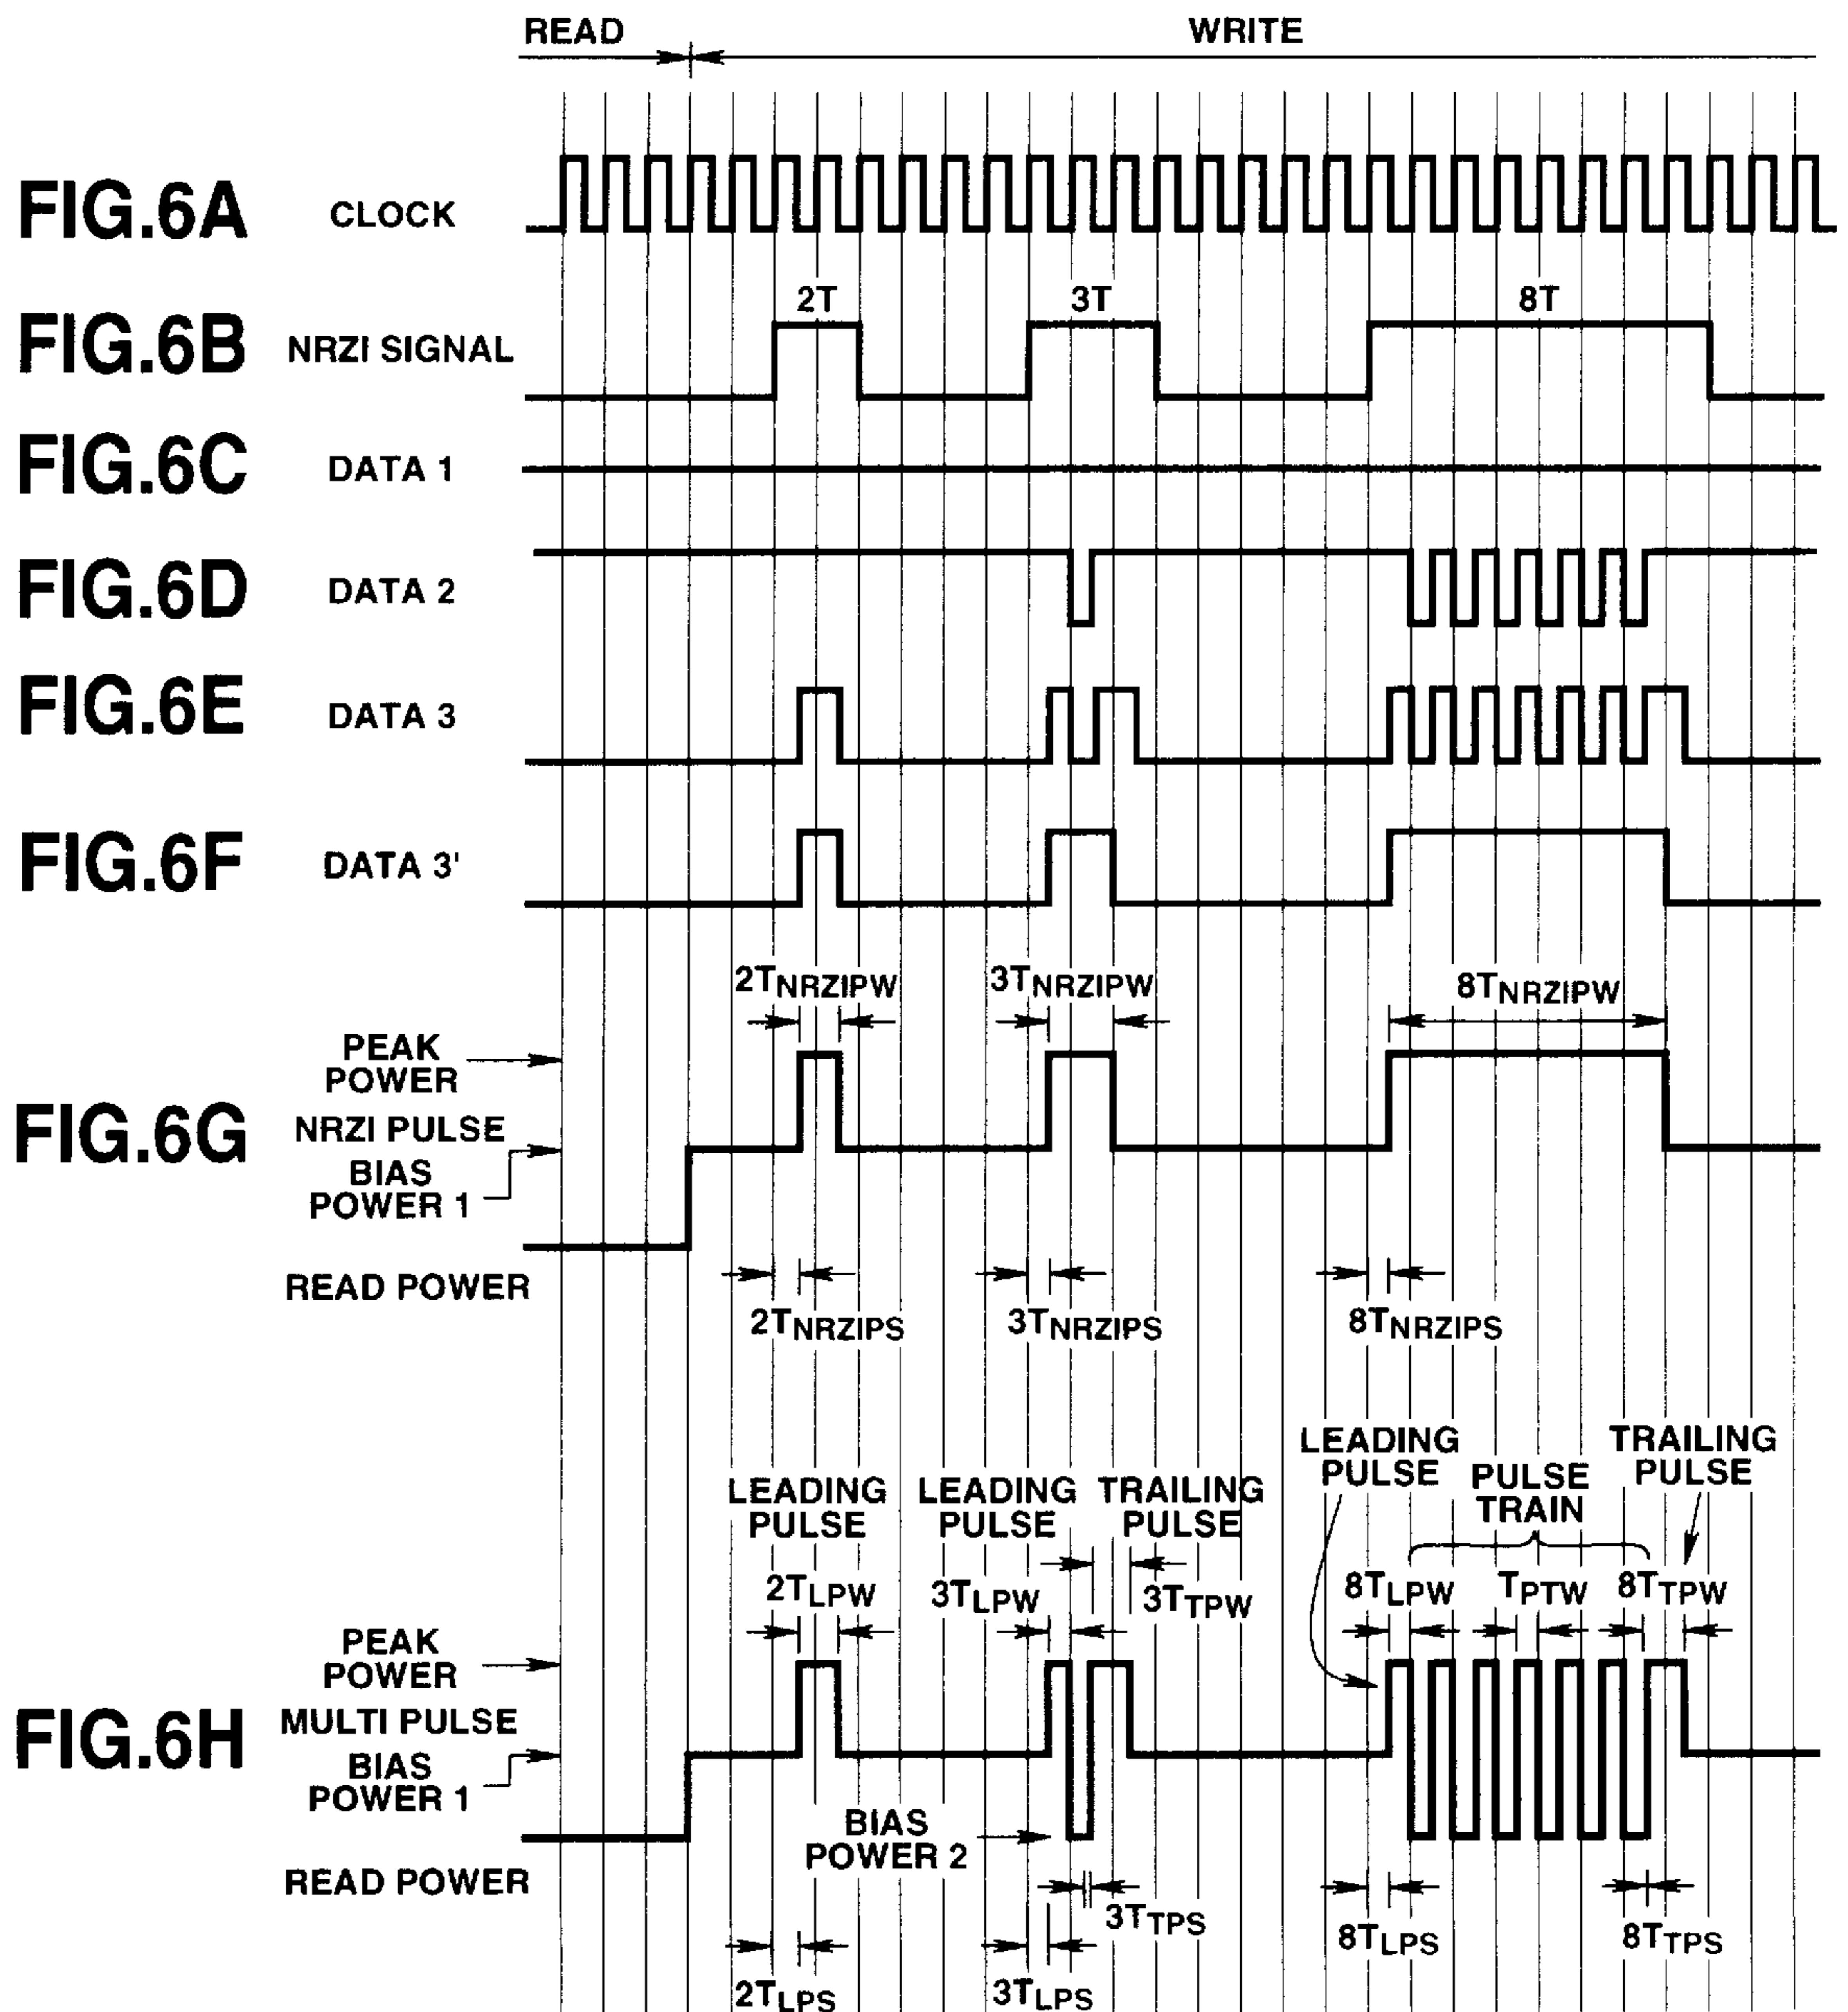 READ WRITE
FIG.6A CLOCK
2T 3T 8T
FIG.6B NRZI SIGNAL
FIG.6C DATA 1
FIG.6D DATA 2
FIG.6E DATA 3
FIG.6F DATA 3'
2TNRZIPW 3TNRZIPW 8TNRZIPW
PEAK
POWER
FIG.6G NRZI PULSE
BIAS
POWER 1
READ POWER
2TNRZIPS 3TNRZIPS 8TNRZIPS
LEADING
PULSE
LEADING
PULSE
TRAILING
PULSE
LEADING
PULSE
PULSE
TRAIN
TRAILING
PULSE
2TLPW 3TLPW 3TTPW 8TLPW TPTW 8TTPW
PEAK
POWER
FIG.6H MULTI PULSE
BIAS
POWER 1
BIAS
POWER 2
READ POWER
3TTPS 8TLPS 8TTPS
2TLPS 3TLPS